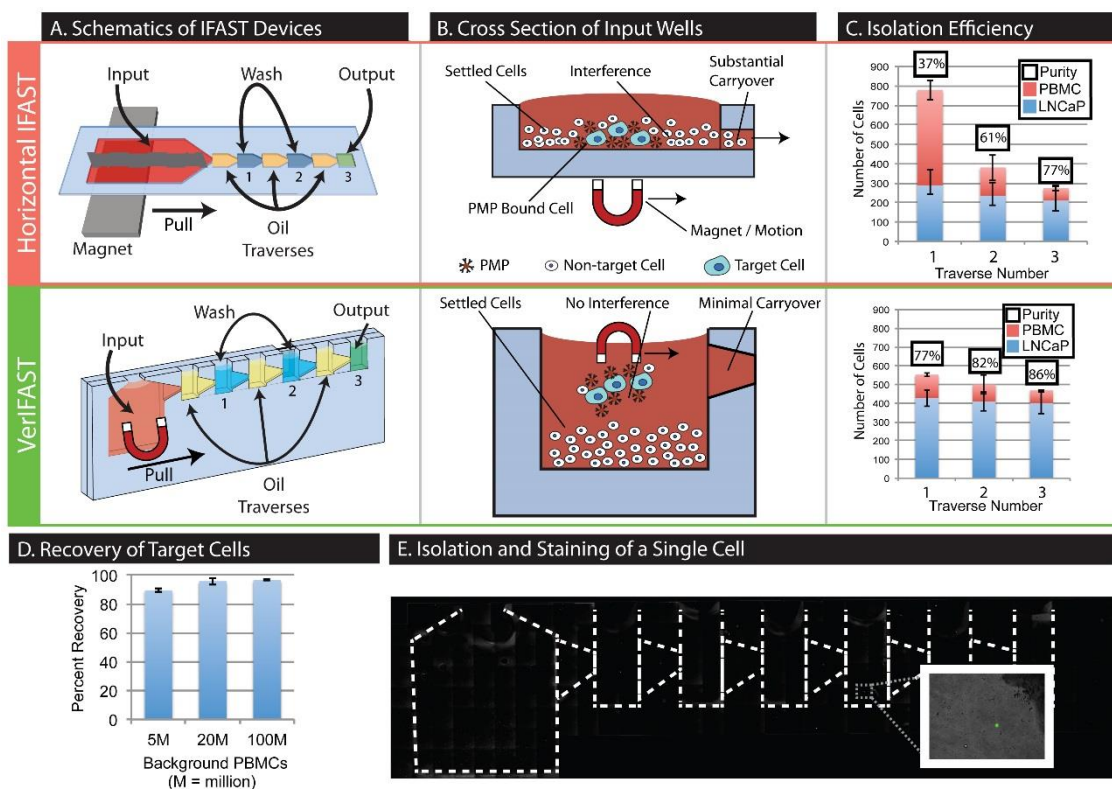 A. Schematics of IFAST Devices
B. Cross Section of Input Wells
C. Isolation Efficiency
Horizontal IFAST
Input
Wash
Output
1
2
3
Pull
Magnet
Oil
Traverses
Settled Cells
Interference
Substantial
Carryover
PMP Bound Cell
Magnet / Motion
PMP
Non-target Cell
Target Cell
Number of Cells
900
800
700
600
500
400
300
200
100
0
37%
61%
77%
Purity
PBMC
LNCaP
1
2
3
Traverse Number
VerIFAST
Input
Wash
Output
1
2
3
Pull
Oil
Traverses
Settled Cells
No Interference
Minimal Carryover
Number of Cells
900
800
700
600
500
400
300
200
100
0
77%
82%
86%
Purity
PBMC
LNCaP
1
2
3
Traverse Number
D. Recovery of Target Cells
Percent Recovery
100
80
60
40
20
0
5M
20M
100M
Background PBMCs
(M = million)
E. Isolation and Staining of a Single Cell